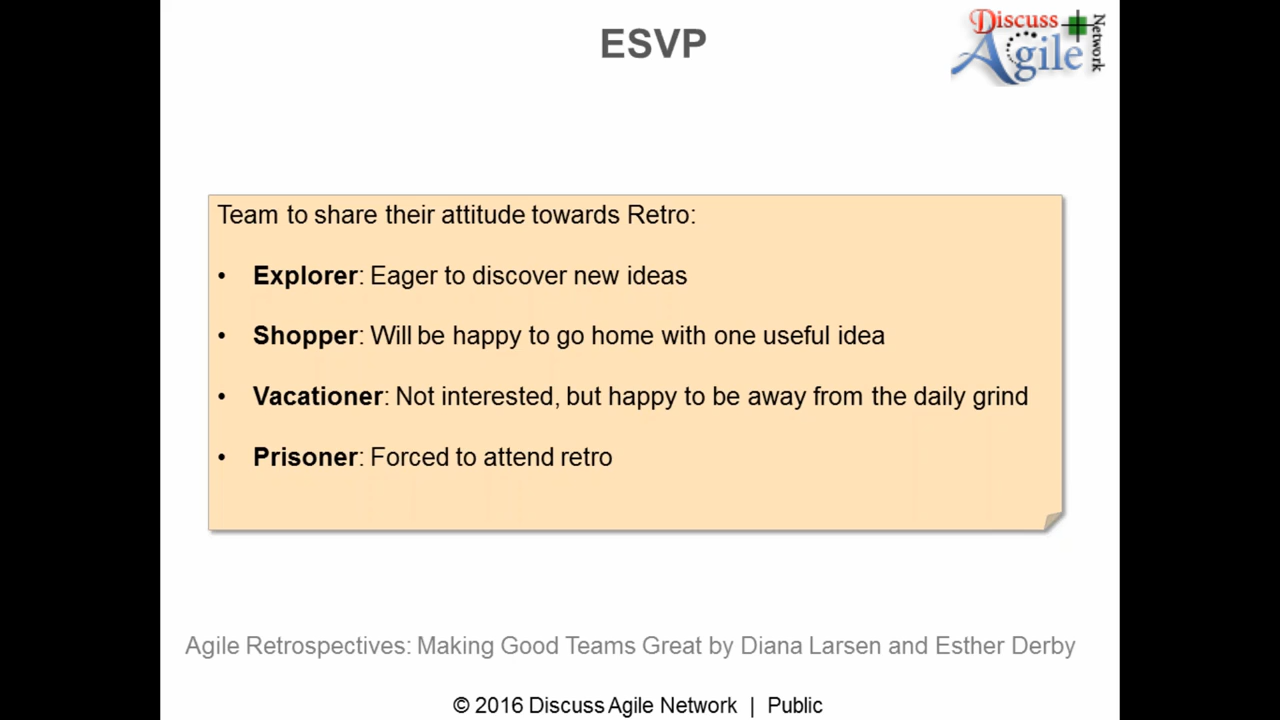 ESVP
Discuss
Agile
Network
Team to share their attitude towards Retro:
• Explorer: Eager to discover new ideas
• Shopper: Will be happy to go home with one useful idea
• Vacationer: Not interested, but happy to be away from the daily grind
• Prisoner: Forced to attend retro
Agile Retrospectives: Making Good Teams Great by Diana Larsen and Esther Derby
© 2016 Discuss Agile Network | Public